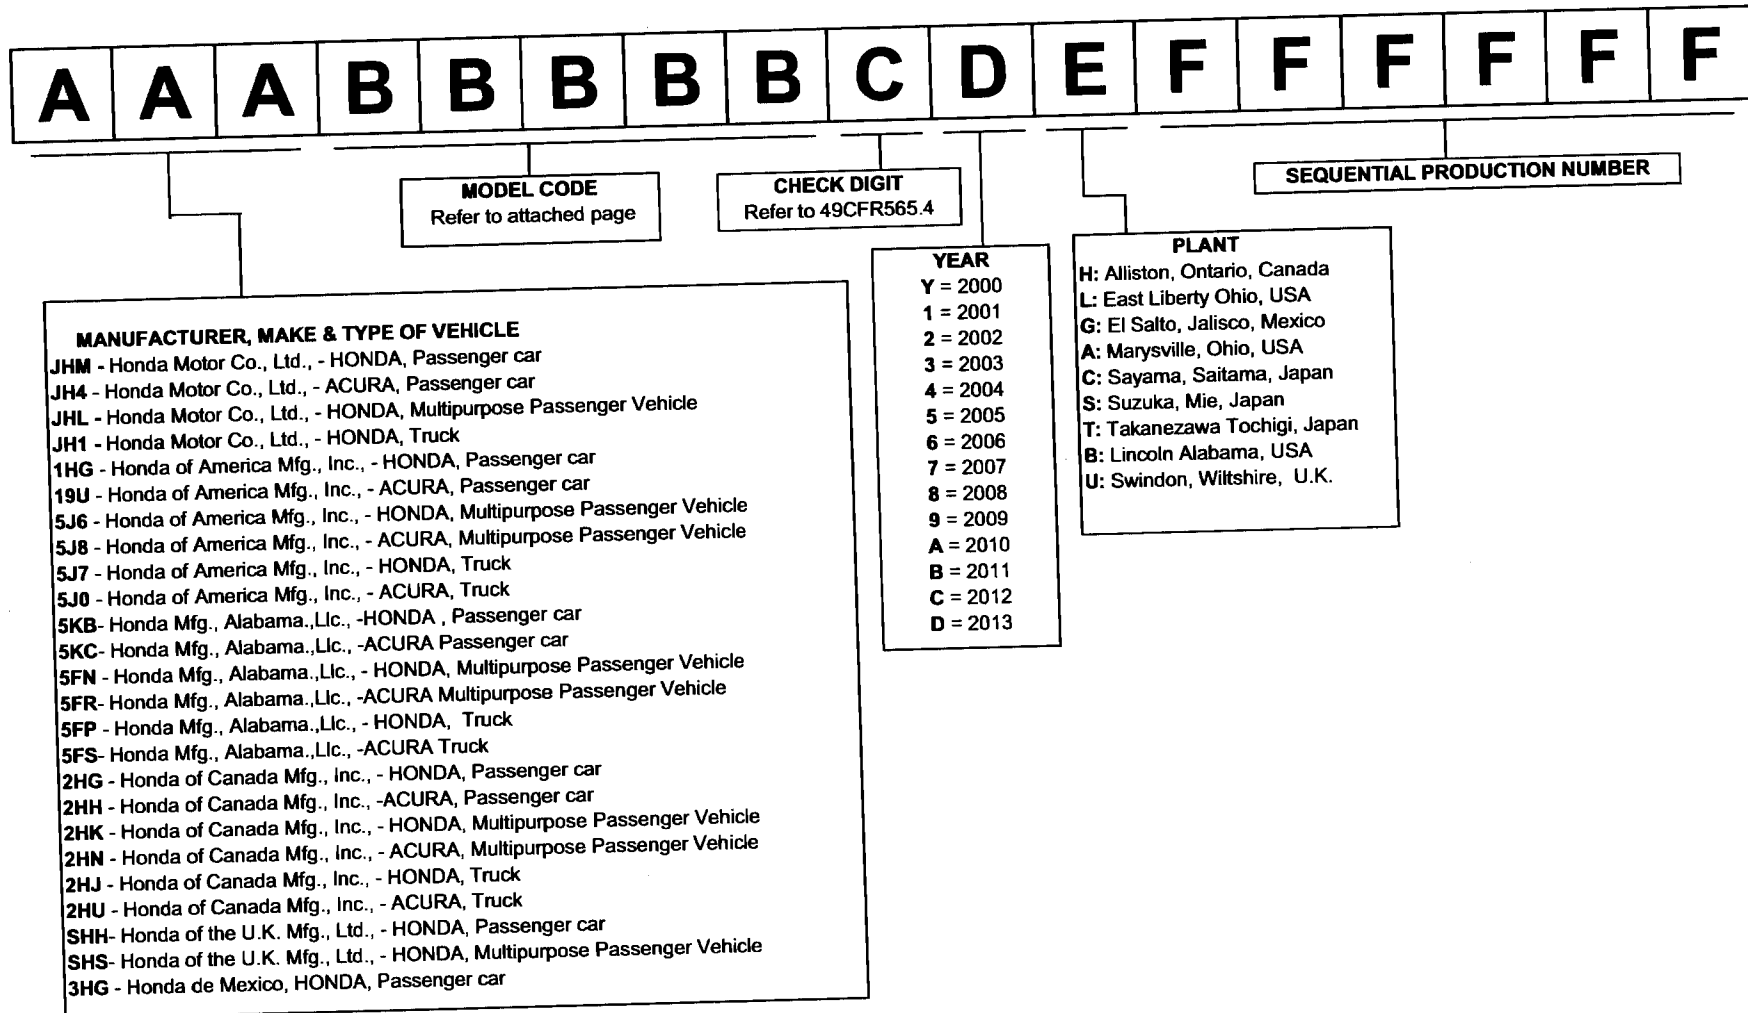 A A A B B B B B C D E F F F F F F
MODEL CODE
Refer to attached page
CHECK DIGIT
Refer to 49CFR565.4
SEQUENTIAL PRODUCTION NUMBER
MANUFACTURER, MAKE & TYPE OF VEHICLE
JHM - Honda Motor Co., Ltd., - HONDA, Passenger car
JH4 - Honda Motor Co., Ltd., - ACURA, Passenger car
JHL - Honda Motor Co., Ltd., - HONDA, Multipurpose Passenger Vehicle
JH1 - Honda Motor Co., Ltd., - HONDA, Truck
1HG - Honda of America Mfg., Inc., - HONDA, Passenger car
19U - Honda of America Mfg., Inc., - ACURA, Passenger car
5J6 - Honda of America Mfg., Inc., - HONDA, Multipurpose Passenger Vehicle
5J8 - Honda of America Mfg., Inc., - ACURA, Multipurpose Passenger Vehicle
5J7 - Honda of America Mfg., Inc., - HONDA, Truck
5J0 - Honda of America Mfg., Inc., - ACURA, Truck
5KB- Honda Mfg., Alabama.,Llc., -HONDA , Passenger car
5KC- Honda Mfg., Alabama.,Llc., -ACURA Passenger car
5FN - Honda Mfg., Alabama.,Llc., - HONDA, Multipurpose Passenger Vehicle
5FR- Honda Mfg., Alabama.,Llc., -ACURA Multipurpose Passenger Vehicle
5FP - Honda Mfg., Alabama.,Llc., - HONDA, Truck
5FS- Honda Mfg., Alabama.,Llc., -ACURA Truck
2HG - Honda of Canada Mfg., Inc., - HONDA, Passenger car
2HH - Honda of Canada Mfg., Inc., -ACURA, Passenger car
2HK - Honda of Canada Mfg., Inc., - HONDA, Multipurpose Passenger Vehicle
2HN - Honda of Canada Mfg., Inc., - ACURA, Multipurpose Passenger Vehicle
2HJ - Honda of Canada Mfg., Inc., - HONDA, Truck
2HU - Honda of Canada Mfg., Inc., - ACURA, Truck
SHH- Honda of the U.K. Mfg., Ltd., - HONDA, Passenger car
SHS- Honda of the U.K. Mfg., Ltd., - HONDA, Multipurpose Passenger Vehicle
3HG - Honda de Mexico, HONDA, Passenger car
YEAR
Y = 2000
1 = 2001
2 = 2002
3 = 2003
4 = 2004
5 = 2005
6 = 2006
7 = 2007
8 = 2008
9 = 2009
A = 2010
B = 2011
C = 2012
D = 2013
PLANT
H: Alliston, Ontario, Canada
L: East Liberty Ohio, USA
G: El Salto, Jalisco, Mexico
A: Marysville, Ohio, USA
C: Sayama, Saitama, Japan
S: Suzuka, Mie, Japan
T: Takanezawa Tochigi, Japan
B: Lincoln Alabama, USA
U: Swindon, Wiltshire, U.K.